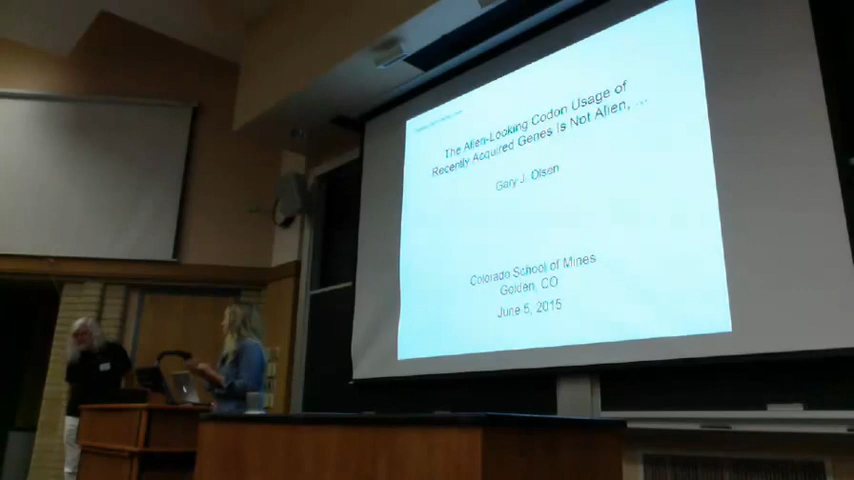 The Alien-Looking Codon Usage of
Recently Acquired Genes Is Not Alien, ...
Gary J. Olsen
Colorado School of Mines
Golden, CO
June 5, 2015